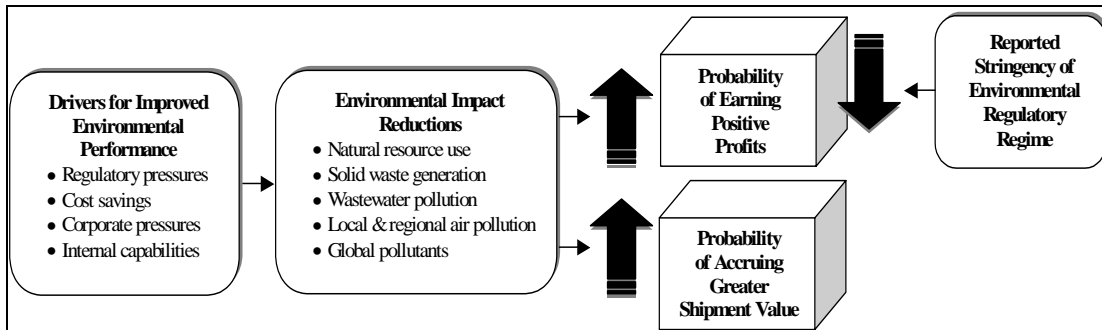 Drivers for Improved
Environmental
Performance
• Regulatory pressures
• Cost savings
• Corporate pressures
• Internal capabilities
Environmental Impact
Reductions
• Natural resource use
• Solid waste generation
• Wastewater pollution
• Local & regional air pollution
• Global pollutants
Probability
of Earning
Positive
Profits
Probability
of Accruing
Greater
Shipment Value
Reported
Stringency of
Environmental
Regulatory
Regime